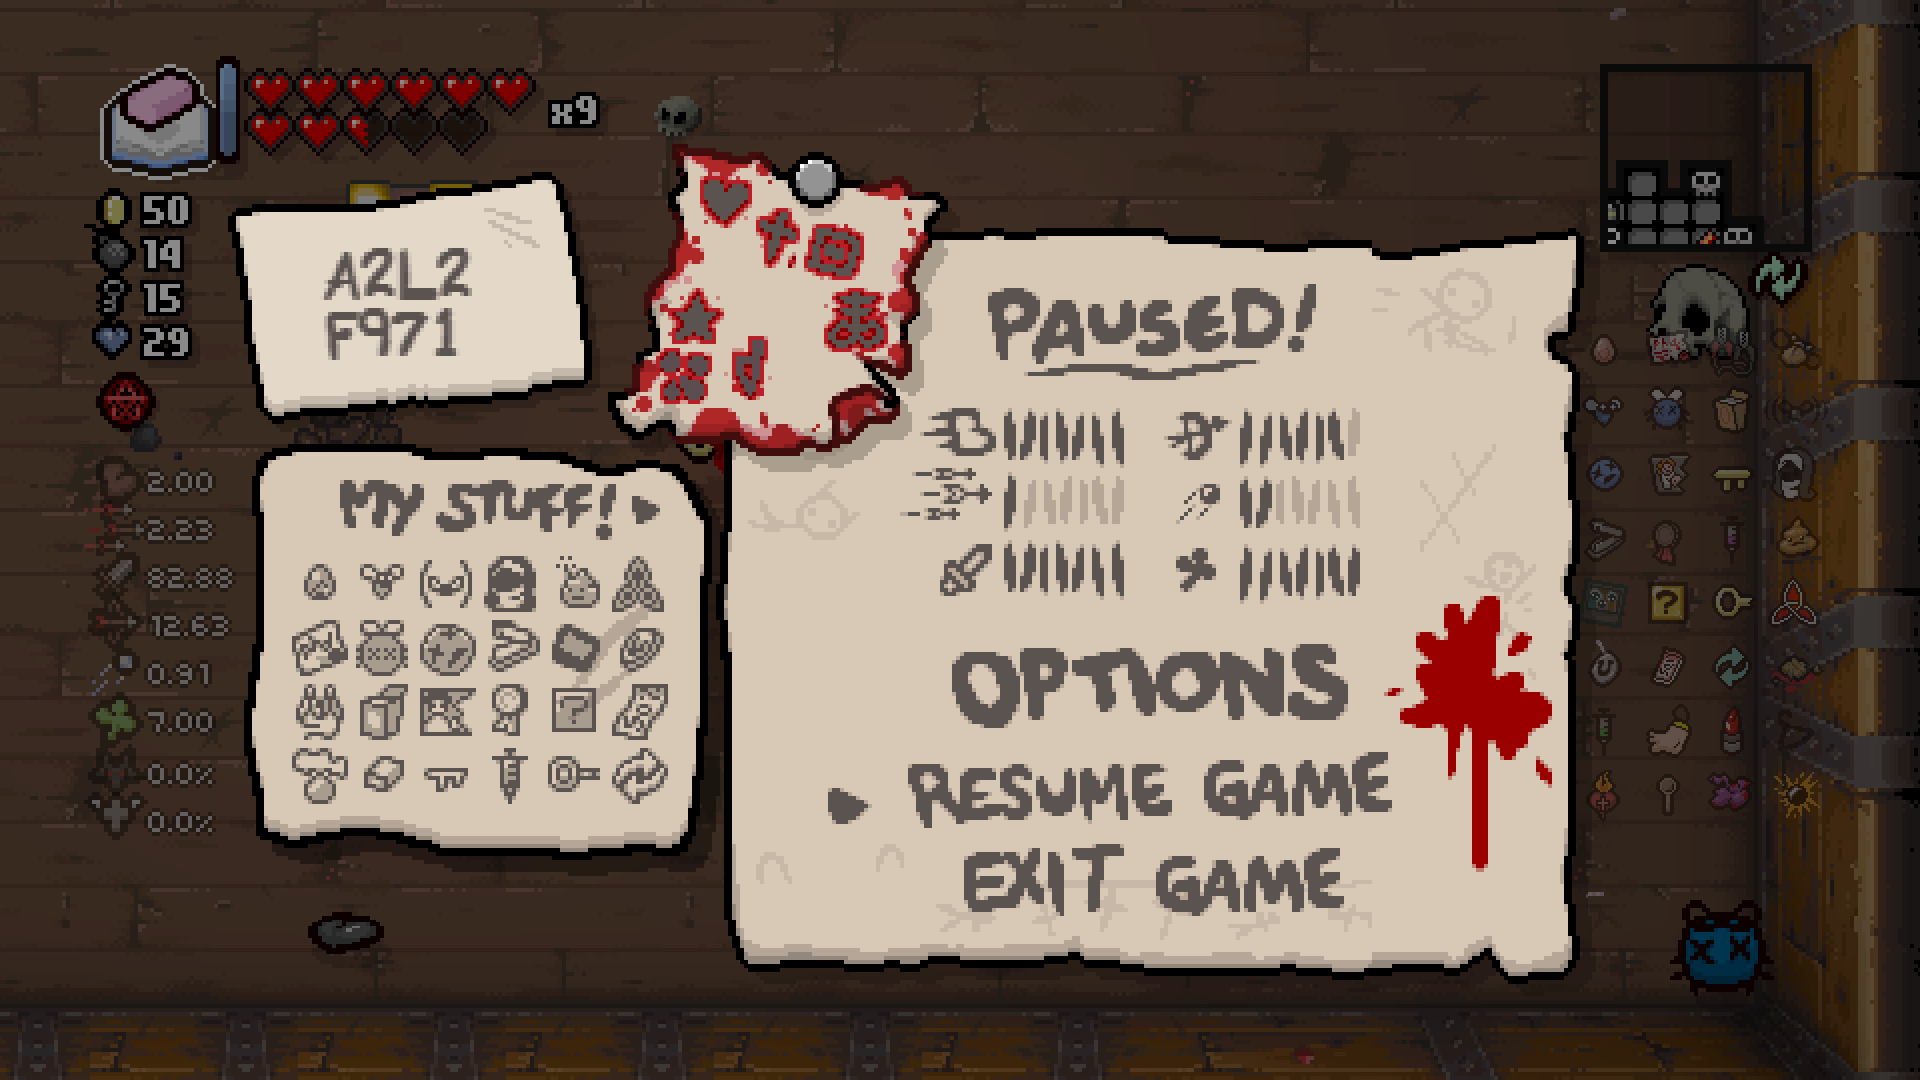 x9
50
14
15
29
A2L2
F971
PAUSED!
MY STUFF!
2.00
2.23
82.88
12.63
0.91
7.00
0.0%
0.0%
?
?
OPTIONS
RESUME GAME
EXIT GAME